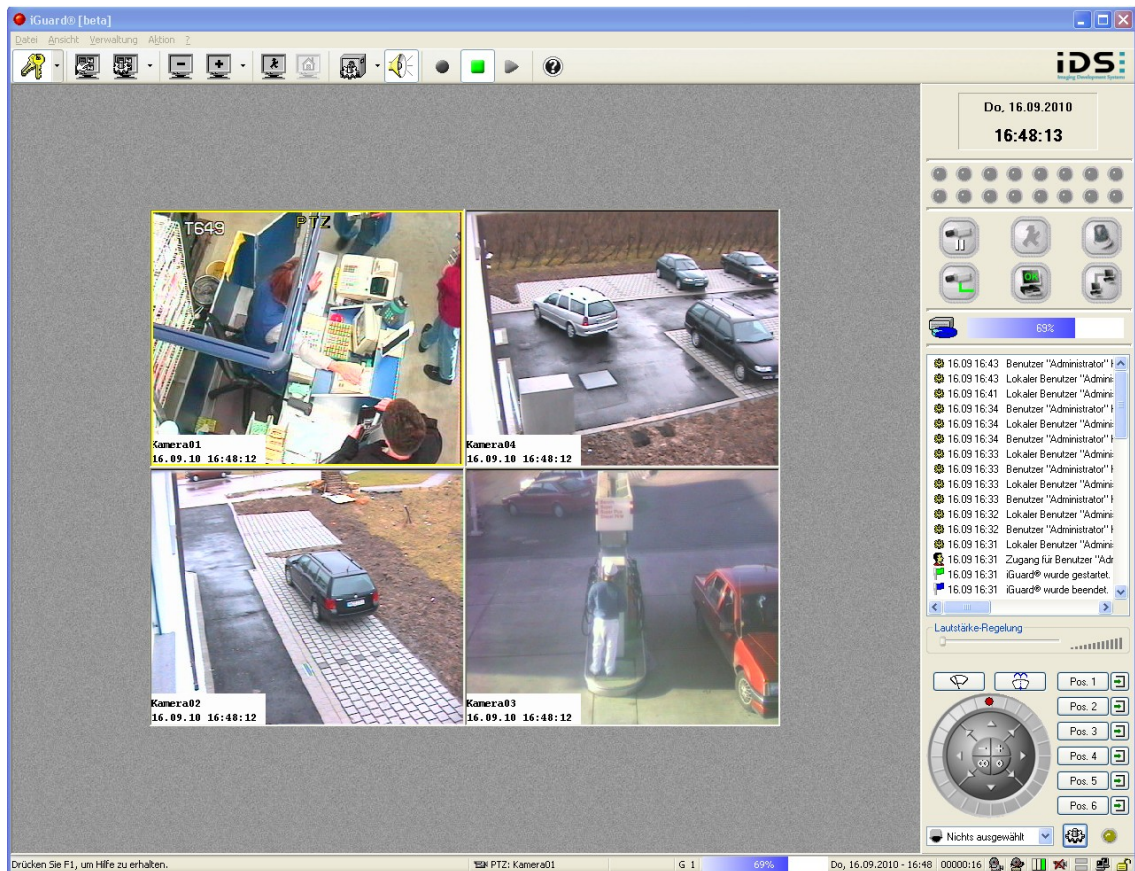 iGuard® [beta]
Datei Ansicht Verwaltung Aktion ?
iDS
Imaging Development Systems
Do, 16.09.2010
16:48:13
T649 PTZ
Kamera01
16.09.10 16:48:12
Kamera04
16.09.10 16:48:12
Kamera02
16.09.10 16:48:12
Kamera03
16.09.10 16:48:12
69%
16.09 16:43 Benutzer "Administrator"
16.09 16:43 Lokaler Benutzer "Admini
16.09 16:41 Lokaler Benutzer "Admini
16.09 16:34 Benutzer "Administrator"
16.09 16:34 Lokaler Benutzer "Admini
16.09 16:34 Benutzer "Administrator"
16.09 16:33 Lokaler Benutzer "Admini
16.09 16:33 Benutzer "Administrator"
16.09 16:33 Lokaler Benutzer "Admini
16.09 16:33 Benutzer "Administrator"
16.09 16:32 Lokaler Benutzer "Admini
16.09 16:32 Benutzer "Administrator"
16.09 16:31 Lokaler Benutzer "Admini
16.09 16:31 Zugang für Benutzer "Adr
16.09 16:31 iGuard® wurde gestartet.
16.09 16:31 iGuard® wurde beendet.
Lautstärke-Regelung
Pos. 1
Pos. 2
Pos. 3
Pos. 4
Pos. 5
Pos. 6
Nichts ausgewählt
Drücken Sie F1, um Hilfe zu erhalten.
PTZ: Kamera01
G 1
69%
Do, 16.09.2010 - 16:48
00000:16